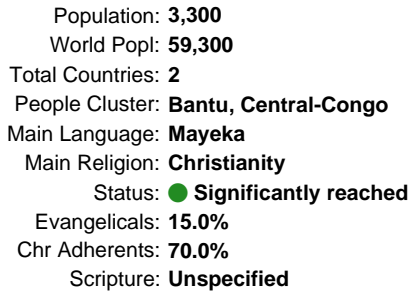 Population: 3,300
World Popl: 59,300
Total Countries: 2
People Cluster: Bantu, Central-Congo
Main Language: Mayeka
Main Religion: Christianity
Status: Significantly reached
Evangelicals: 15.0%
Chr Adherents: 70.0%
Scripture: Unspecified